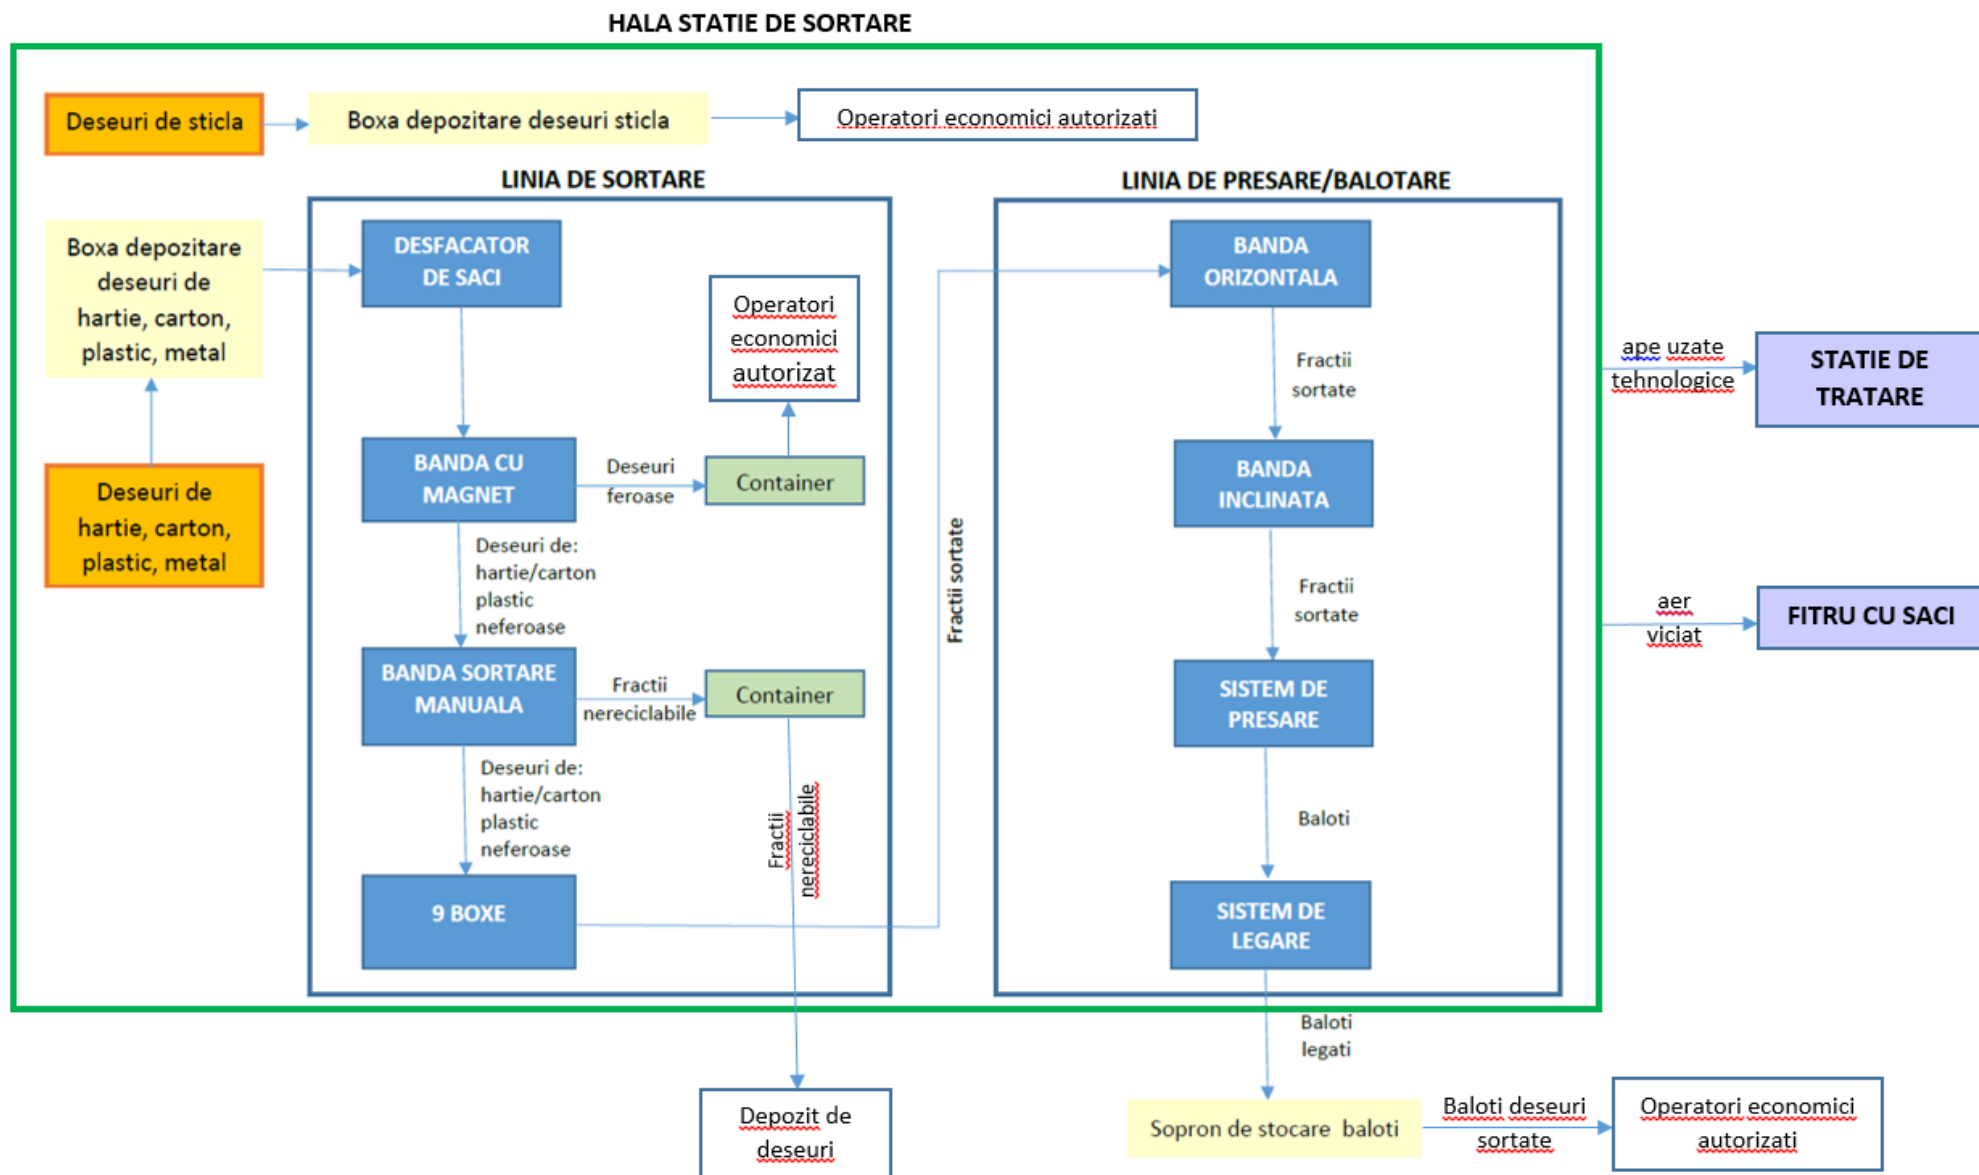 HALA STATIE DE SORTARE
Deseuri de sticla
Boxa depozitare deseuri sticla
Operatori economici autorizati
LINIA DE SORTARE
LINIA DE PRESARE/BALOTARE
Boxa depozitare
deseuri de
hartie, carton,
plastic, metal
Deseuri de
hartie, carton,
plastic, metal
DESFACATOR
DE SACI
Operatori
economici
autorizat
BANDA CU
MAGNET
Deseuri
feroase
Container
Deseuri de:
hartie/carton
plastic
neferoase
BANDA SORTARE
MANUALA
Fractii
nereciclabile
Container
Deseuri de:
hartie/carton
plastic
neferoase
Fractii
nereciclabile
9 BOXE
Fractii sortate
BANDA
ORIZONTALA
Fractii
sortate
BANDA
INCLINATA
Fractii
sortate
SISTEM DE
PRESARE
Baloti
SISTEM DE
LEGARE
ape uzate
tehnologice
STATIE DE
TRATARE
aer
viciat
FITRU CU SACI
Baloti
legati
Depozit de
deseuri
Sopron de stocare baloti
Baloti deseuri
sortate
Operatori economici
autorizati